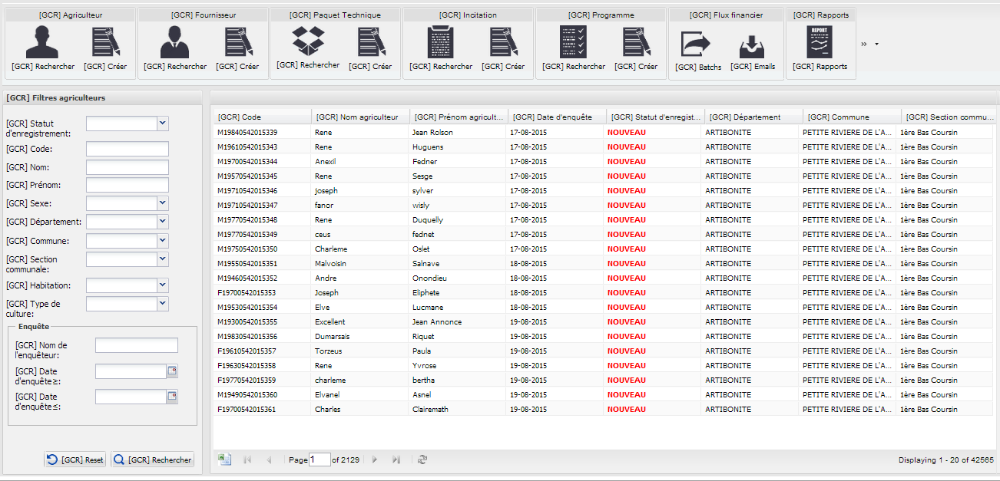 [GCR] Agriculteur [GCR] Fournisseur [GCR] Paquet Technique [GCR] Incitation [GCR] Programme [GCR] Flux financier [GCR] Rapports
REPORT
[GCR] Rechercher [GCR] Créer [GCR] Rechercher [GCR] Créer [GCR] Rechercher [GCR] Créer [GCR] Rechercher [GCR] Créer [GCR] Rechercher [GCR] Créer [GCR] Batchs [GCR] Emails [GCR] Rapports
»
[GCR] Filtres agriculteurs
[GCR] Statut
d'enregistrement:
[GCR] Code:
[GCR] Nom:
[GCR] Prénom:
[GCR] Sexe:
[GCR] Département:
[GCR] Commune:
[GCR] Section
communale:
[GCR] Habitation:
[GCR] Type de
culture:
Enquête
[GCR] Nom de
l'enquêteur:
[GCR] Date
d'enquête≥:
[GCR] Date
d'enquête≤:
[GCR] Reset [GCR] Rechercher
[GCR] Code [GCR] Nom agriculteur [GCR] Prénom agricult... [GCR] Date d'enquête [GCR] Statut d'enregist... [GCR] Département [GCR] Commune [GCR] Section commu...
M19840542015339 Rene Jean Rolson 17-08-2015 NOUVEAU ARTIBONITE PETITE RIVIERE DE L'A... 1ère Bas Coursin
M19610542015343 Rene Huguens 17-08-2015 NOUVEAU ARTIBONITE PETITE RIVIERE DE L'A... 1ère Bas Coursin
M19700542015344 Anexil Fedner 17-08-2015 NOUVEAU ARTIBONITE PETITE RIVIERE DE L'A... 1ère Bas Coursin
M19570542015345 Rene Sesge 17-08-2015 NOUVEAU ARTIBONITE PETITE RIVIERE DE L'A... 1ère Bas Coursin
M19710542015346 joseph sylver 17-08-2015 NOUVEAU ARTIBONITE PETITE RIVIERE DE L'A... 1ère Bas Coursin
M19710542015347 fanor wisly 17-08-2015 NOUVEAU ARTIBONITE PETITE RIVIERE DE L'A... 1ère Bas Coursin
M19770542015348 Rene Duquelly 17-08-2015 NOUVEAU ARTIBONITE PETITE RIVIERE DE L'A... 1ère Bas Coursin
M19770542015349 ceus fednet 17-08-2015 NOUVEAU ARTIBONITE PETITE RIVIERE DE L'A... 1ère Bas Coursin
M19750542015350 Charleme Oslet 17-08-2015 NOUVEAU ARTIBONITE PETITE RIVIERE DE L'A... 1ère Bas Coursin
M19550542015351 Malvoisin Salnave 18-08-2015 NOUVEAU ARTIBONITE PETITE RIVIERE DE L'A... 1ère Bas Coursin
M19460542015352 Andre Onondieu 18-08-2015 NOUVEAU ARTIBONITE PETITE RIVIERE DE L'A... 1ère Bas Coursin
F19700542015353 Joseph Eliphete 18-08-2015 NOUVEAU ARTIBONITE PETITE RIVIERE DE L'A... 1ère Bas Coursin
M19530542015354 Elve Lucmane 18-08-2015 NOUVEAU ARTIBONITE PETITE RIVIERE DE L'A... 1ère Bas Coursin
M19300542015355 Excellent Jean Annonce 19-08-2015 NOUVEAU ARTIBONITE PETITE RIVIERE DE L'A... 1ère Bas Coursin
M19830542015356 Dumarsais Riquet 19-08-2015 NOUVEAU ARTIBONITE PETITE RIVIERE DE L'A... 1ère Bas Coursin
F19610542015357 Torzeus Paula 19-08-2015 NOUVEAU ARTIBONITE PETITE RIVIERE DE L'A... 1ère Bas Coursin
F19630542015358 Rene Yvrose 19-08-2015 NOUVEAU ARTIBONITE PETITE RIVIERE DE L'A... 1ère Bas Coursin
F19770542015359 charleme bertha 19-08-2015 NOUVEAU ARTIBONITE PETITE RIVIERE DE L'A... 1ère Bas Coursin
M19490542015360 Elvanel Asnel 19-08-2015 NOUVEAU ARTIBONITE PETITE RIVIERE DE L'A... 1ère Bas Coursin
F19700542015361 Charles Clairemath 19-08-2015 NOUVEAU ARTIBONITE PETITE RIVIERE DE L'A... 1ère Bas Coursin
Page 1 of 2129 Displaying 1 - 20 of 42565